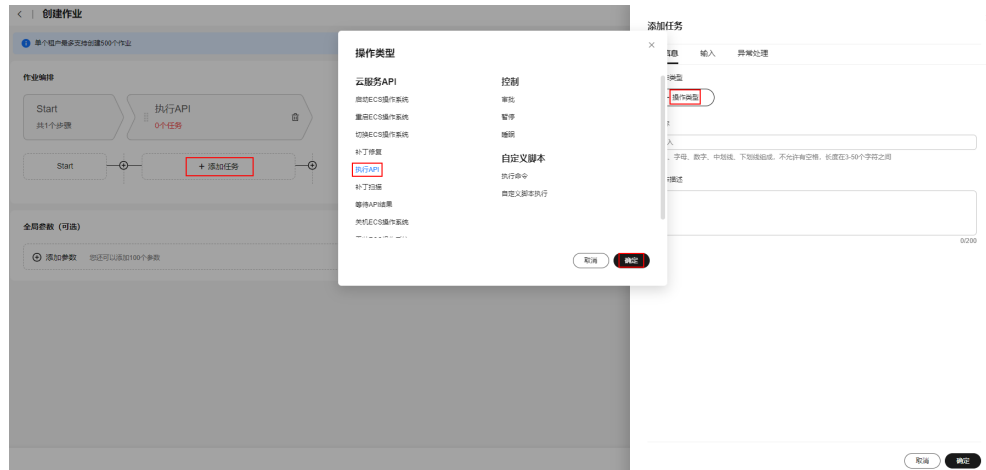 创建作业
单个租户最多支持创建500个作业
作业编排
Start
共1个步骤
执行API
0个任务
Start
+ 添加任务
全局参数（可选）
添加参数 您还可以添加100个参数
操作类型
云服务API
启动ECS操作系统
重启ECS操作系统
切换ECS操作系统
补丁修复
执行API
补丁扫描
等待API结果
关机ECS操作系统
控制
审批
暂停
睡眠
自定义脚本
执行命令
自定义脚本执行
取消
确定
添加任务
信息 输入 异常处理
类型
操作类型
入
、字母、数字、中划线、下划线组成，不允许有空格，长度在3-50个字符之间
描述
0/200
取消
确定